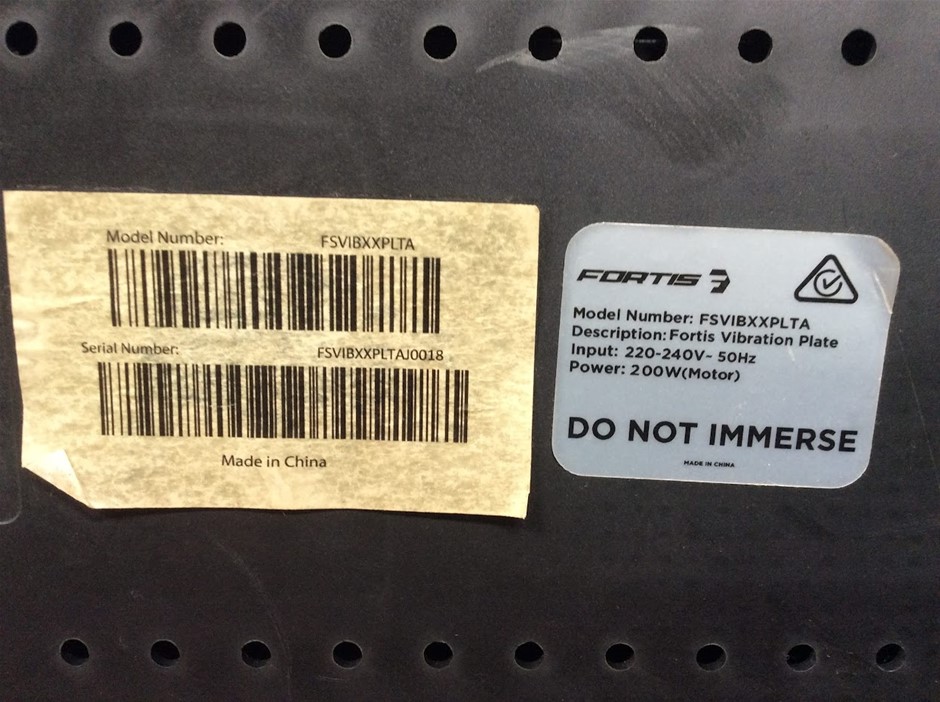 Model Number: FSVIBXXPLTA
Serial Number: FSVIBXXPLTAJ0018
Made in China
FORTIS
Model Number: FSVIBXXPLTA
Description: Fortis Vibration Plate
Input: 220-240V~ 50Hz
Power: 200W(Motor)
DO NOT IMMERSE
MADE IN CHINA